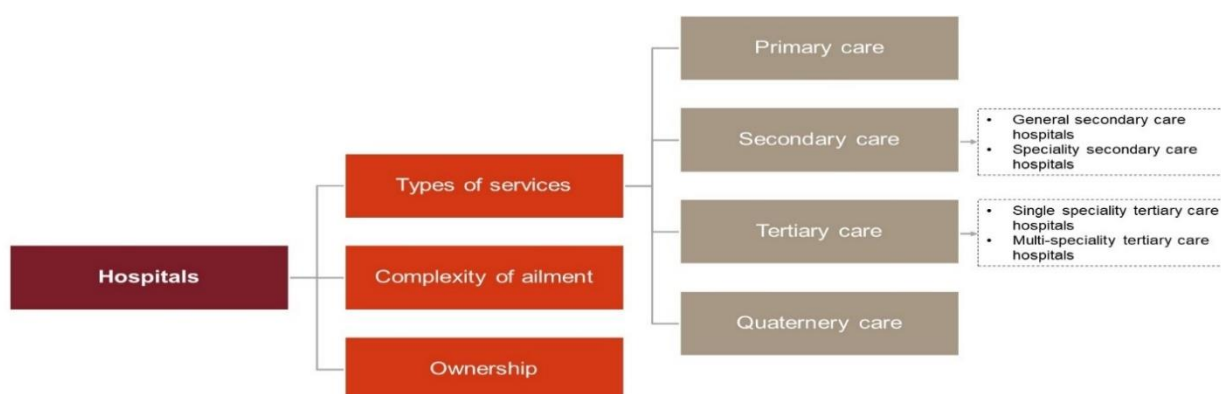 Hospitals
Types of services
Complexity of ailment
Ownership
Primary care
Secondary care
Tertiary care
Quaternery care
• General secondary care
hospitals
• Speciality secondary care
hospitals
• Single speciality tertiary care
hospitals
• Multi-speciality tertiary care
hospitals